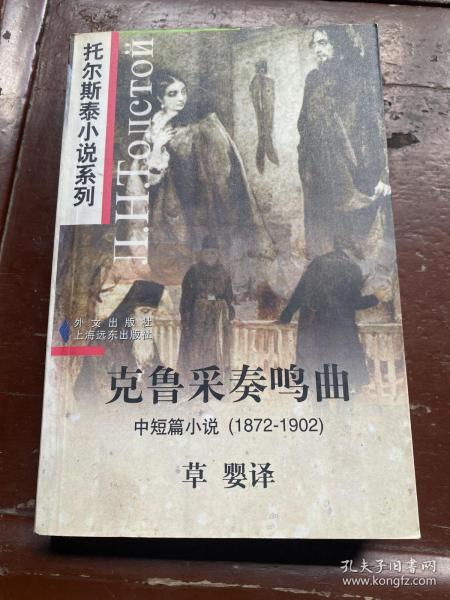 托尔斯泰小说系列
Л.Н.Толстой
外文出版社
上海远东出版社
克鲁采奏鸣曲
中短篇小说 (1872-1902)
草 婴译
孔夫子旧书网
www.kongfz.com